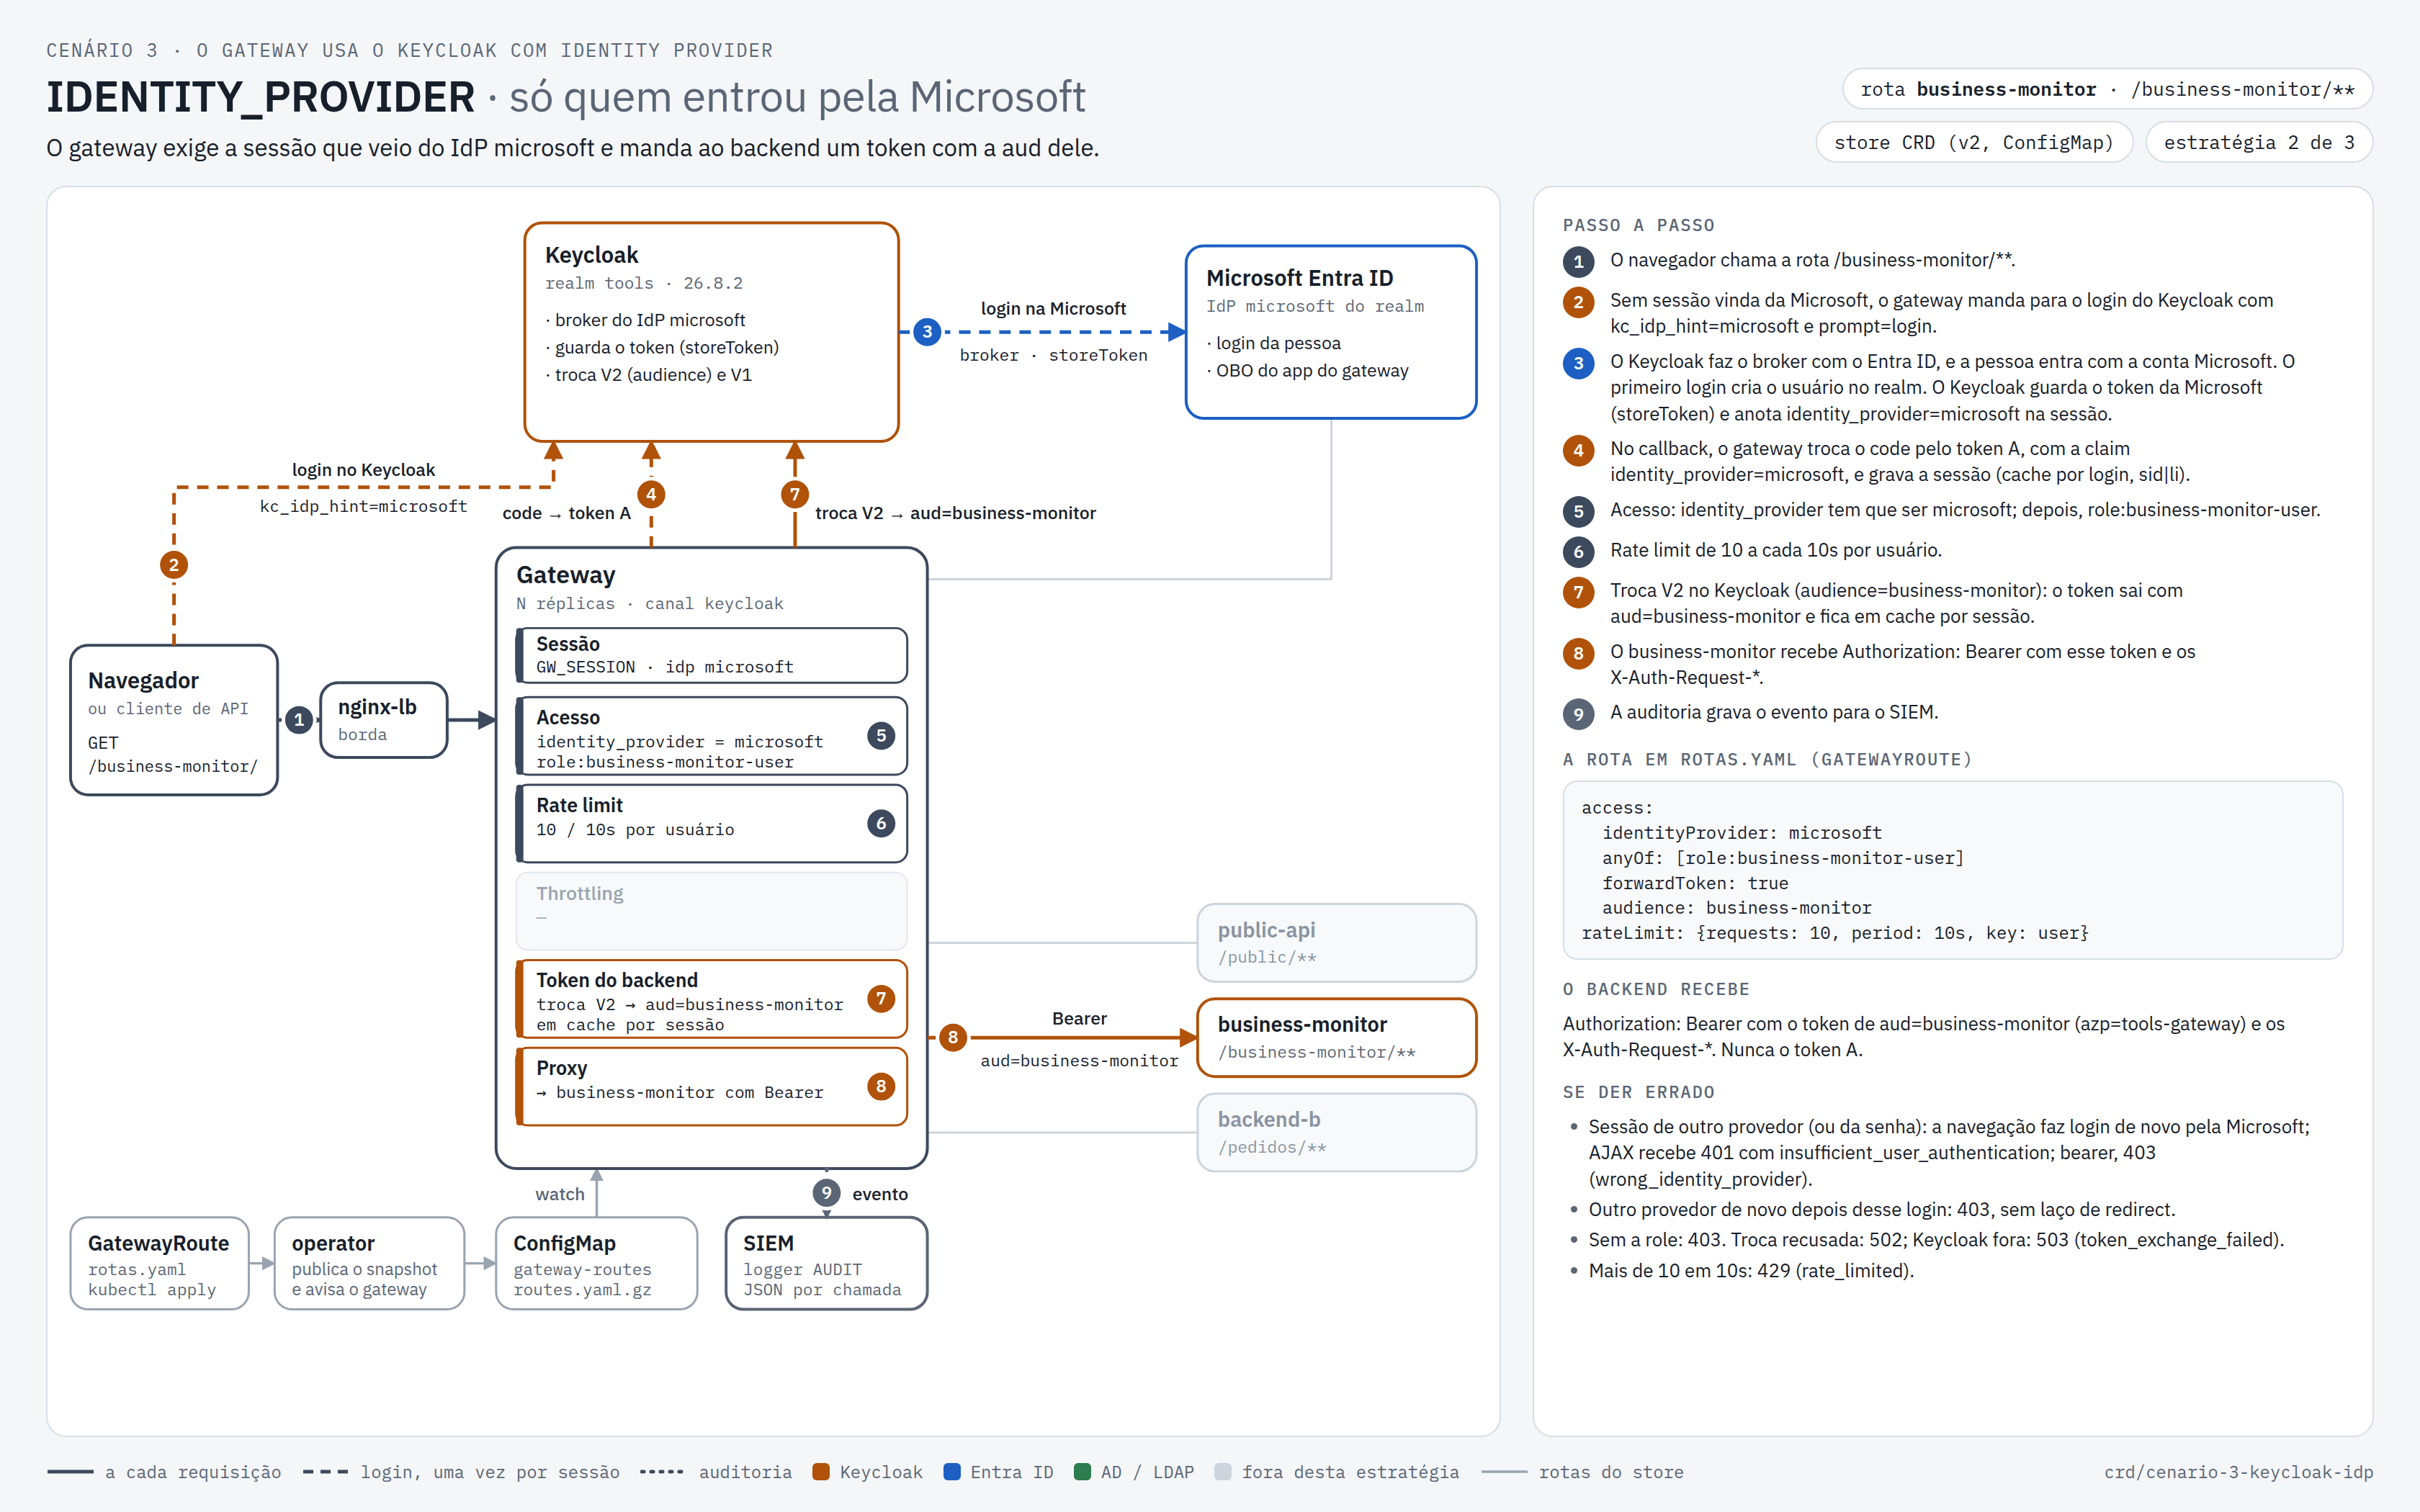 CENÁRIO 3 · O GATEWAY USA O KEYCLOAK COM IDENTITY PROVIDER
IDENTITY_PROVIDER · só quem entrou pela Microsoft
O gateway exige a sessão que veio do IdP microsoft e manda ao backend um token com a aud dele.
rota business-monitor · /business-monitor/**
store CRD (v2, ConfigMap)
estratégia 2 de 3
Keycloak
realm tools · 26.8.2
· broker do IdP microsoft
· guarda o token (storeToken)
· troca V2 (audience) e V1
3
login na Microsoft
broker · storeToken
Microsoft Entra ID
IdP microsoft do realm
· login da pessoa
· OBO do app do gateway
login no Keycloak
kc_idp_hint=microsoft
2
code → token A
4
7
troca V2 → aud=business-monitor
Navegador
ou cliente de API
GET
/business-monitor/
1
nginx-lb
borda
Gateway
N réplicas · canal keycloak
Sessão
GW_SESSION · idp microsoft
Acesso
identity_provider = microsoft
role:business-monitor-user
5
Rate limit
10 / 10s por usuário
6
Throttling
—
Token do backend
troca V2 → aud=business-monitor
em cache por sessão
7
Proxy
→ business-monitor com Bearer
8
8
Bearer
aud=business-monitor
public-api
/public/**
business-monitor
/business-monitor/**
backend-b
/pedidos/**
watch
9
evento
GatewayRoute
rotas.yaml
kubectl apply
operator
publica o snapshot
e avisa o gateway
ConfigMap
gateway-routes
routes.yaml.gz
SIEM
logger AUDIT
JSON por chamada
PASSO A PASSO
1 O navegador chama a rota /business-monitor/**.
2 Sem sessão vinda da Microsoft, o gateway manda para o login do Keycloak com
kc_idp_hint=microsoft e prompt=login.
3 O Keycloak faz o broker com o Entra ID, e a pessoa entra com a conta Microsoft. O
primeiro login cria o usuário no realm. O Keycloak guarda o token da Microsoft
(storeToken) e anota identity_provider=microsoft na sessão.
4 No callback, o gateway troca o code pelo token A, com a claim
identity_provider=microsoft, e grava a sessão (cache por login, sid|li).
5 Acesso: identity_provider tem que ser microsoft; depois, role:business-monitor-user.
6 Rate limit de 10 a cada 10s por usuário.
7 Troca V2 no Keycloak (audience=business-monitor): o token sai com
aud=business-monitor e fica em cache por sessão.
8 O business-monitor recebe Authorization: Bearer com esse token e os
X-Auth-Request-*.
9 A auditoria grava o evento para o SIEM.
A ROTA EM ROTAS.YAML (GATEWAYROUTE)
access:
  identityProvider: microsoft
  anyOf: [role:business-monitor-user]
  forwardToken: true
  audience: business-monitor
rateLimit: {requests: 10, period: 10s, key: user}
O BACKEND RECEBE
Authorization: Bearer com o token de aud=business-monitor (azp=tools-gateway) e os
X-Auth-Request-*. Nunca o token A.
SE DER ERRADO
• Sessão de outro provedor (ou da senha): a navegação faz login de novo pela Microsoft;
AJAX recebe 401 com insufficient_user_authentication; bearer, 403
(wrong_identity_provider).
• Outro provedor de novo depois desse login: 403, sem laço de redirect.
• Sem a role: 403. Troca recusada: 502; Keycloak fora: 503 (token_exchange_failed).
• Mais de 10 em 10s: 429 (rate_limited).
a cada requisição
login, uma vez por sessão
auditoria
Keycloak
Entra ID
AD / LDAP
fora desta estratégia
rotas do store
crd/cenario-3-keycloak-idp